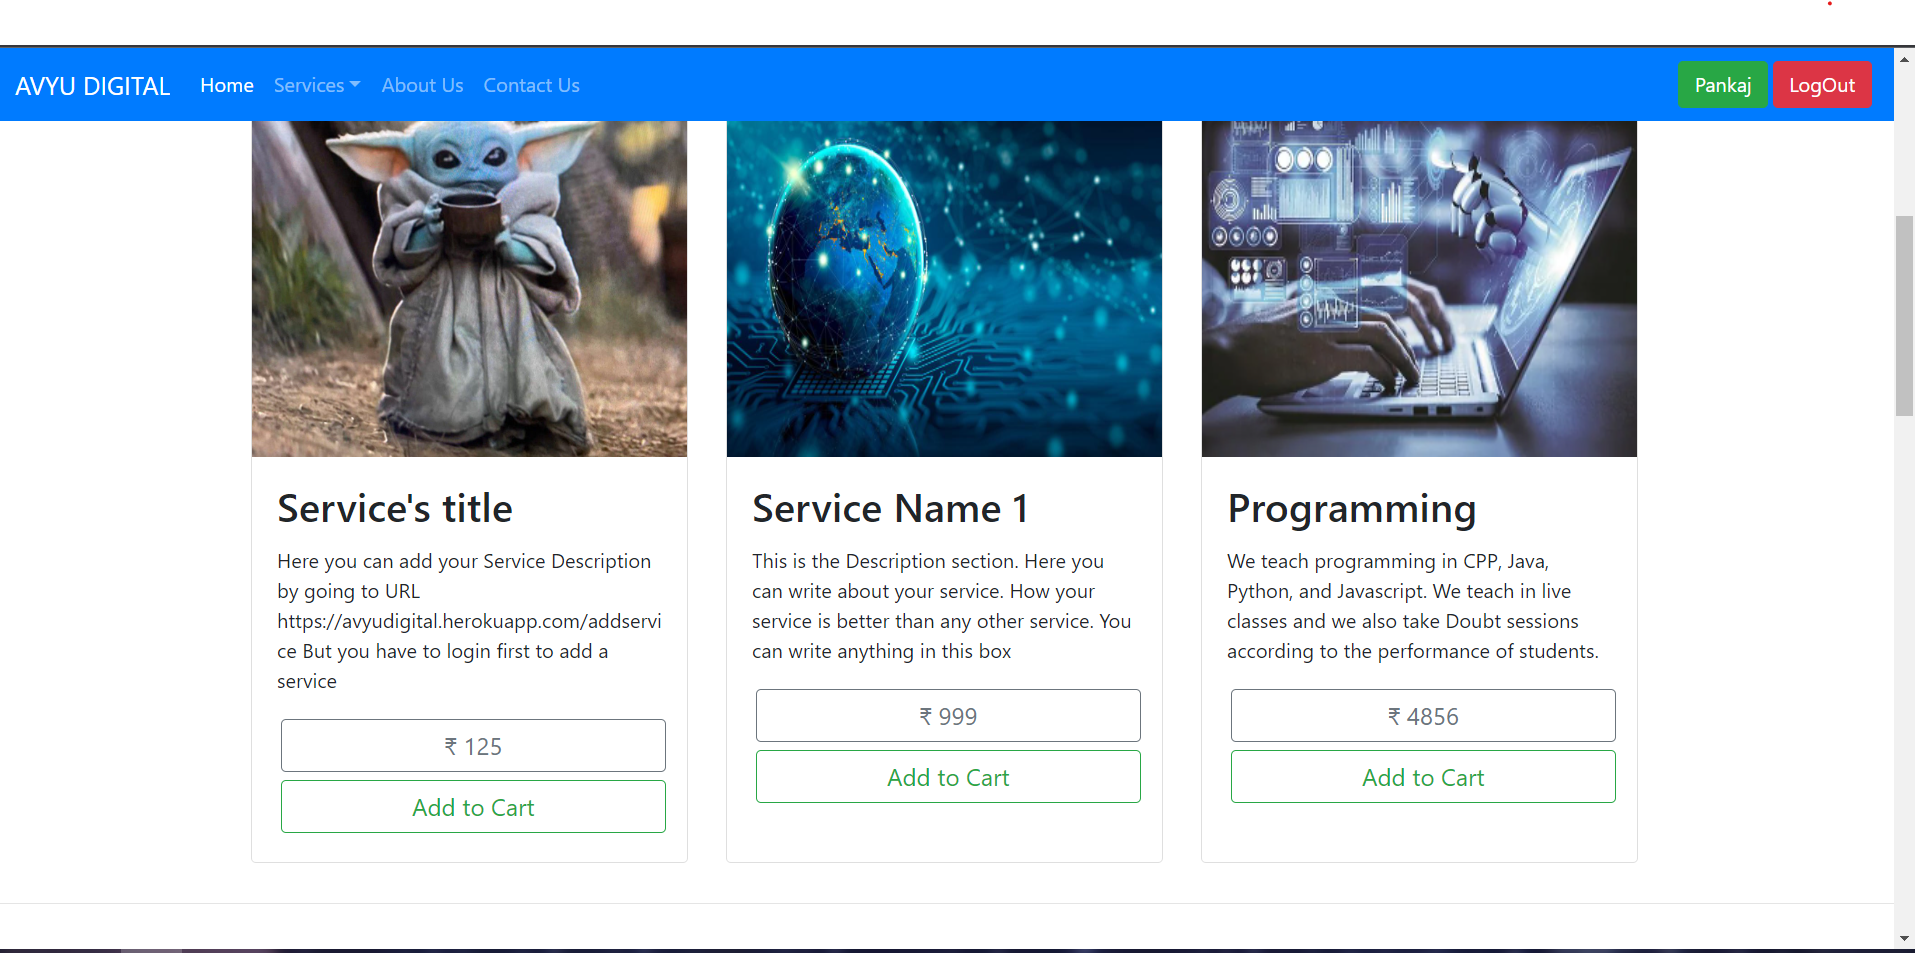 AVYU DIGITAL Home Services About Us Contact Us Pankaj LogOut
Service's title
Here you can add your Service Description
by going to URL
https://avyudigital.herokuapp.com/addservi
ce But you have to login first to add a
service
₹ 125
Add to Cart
Service Name 1
This is the Description section. Here you
can write about your service. How your
service is better than any other service. You
can write anything in this box
₹ 999
Add to Cart
Programming
We teach programming in CPP, Java,
Python, and Javascript. We teach in live
classes and we also take Doubt sessions
according to the performance of students.
₹ 4856
Add to Cart